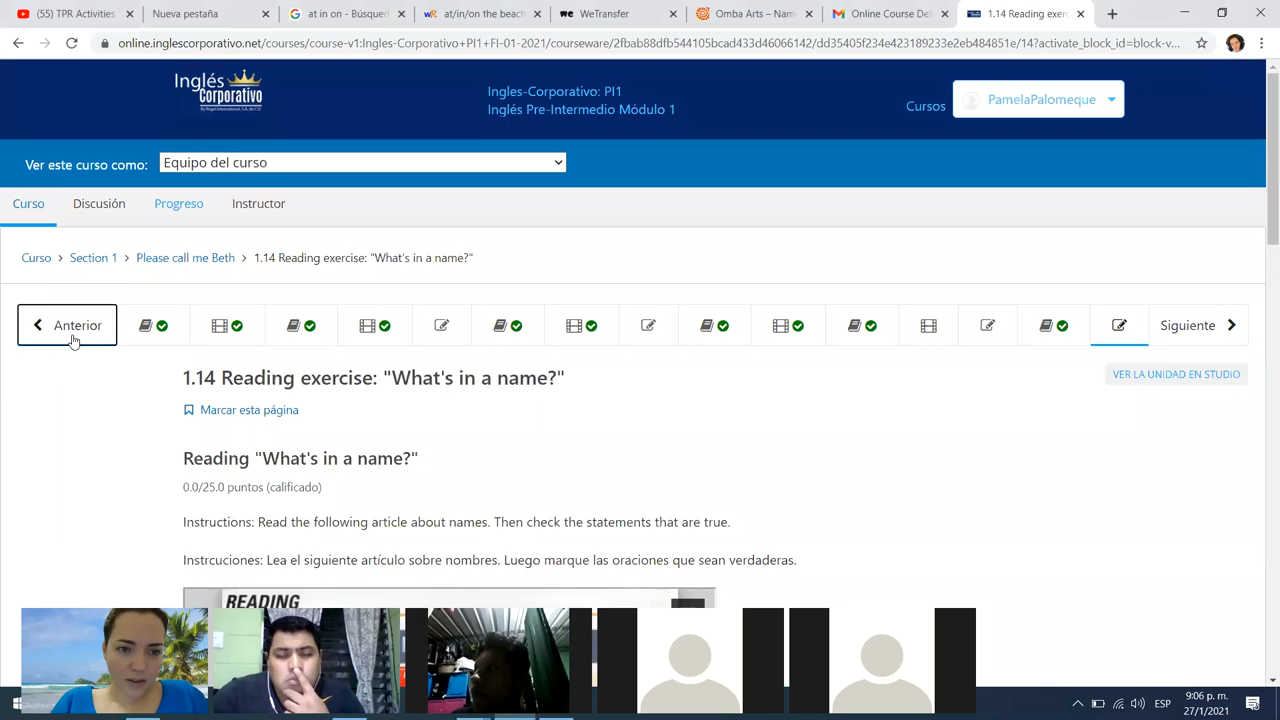 (55) TPR Activities
Nueva pestaña
at in on - Búsqued
at/in/on the beach
WeTransfer
Omba Arts – Name
Online Course Det
1.14 Reading exerc
online.inglescorporativo.net/courses/course-v1:Ingles-Corporativo+PI1+FI-01-2021/courseware/2fbab88dfb544105bcad433d46066142/dd35405f234e423189233e2eb484851e/14?activate_block_id=block-v...
Inglés
Corporativo
Ingles-Corporativo: PI1
Inglés Pre-Intermedio Módulo 1
Cursos
PamelaPalomeque
Ver este curso como:
Equipo del curso
Curso
Discusión
Progreso
Instructor
Curso > Section 1 > Please call me Beth > 1.14 Reading exercise: "What's in a name?"
Anterior
Siguiente
1.14 Reading exercise: "What's in a name?"
VER LA UNIDAD EN STUDIO
Marcar esta página
Reading "What's in a name?"
0.0/25.0 puntos (calificado)
Instructions: Read the following article about names. Then check the statements that are true.
Instrcuciones: Lea el siguiente artículo sobre nombres. Luego marque las oraciones que sean verdaderas.
READING
ESP
9:06 p. m.
27/1/2021